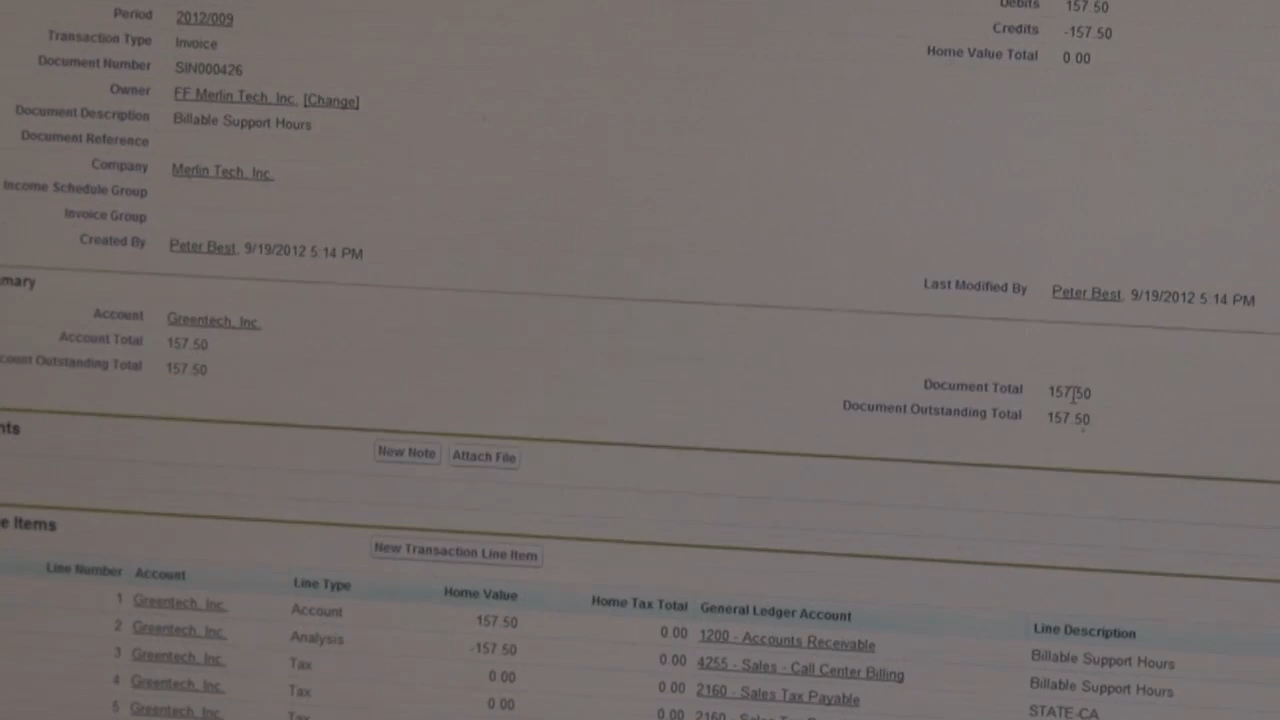 Debits 157.50
Period 2012/009
Credits -157.50
Transaction Type Invoice
Home Value Total 0.00
Document Number SIN000426
Owner FF Merlin Tech, Inc. [Change]
Document Description Billable Support Hours
Document Reference
Company Merlin Tech, Inc.
Income Schedule Group
Invoice Group
Created By Peter Best, 9/19/2012 5:14 PM
Last Modified By Peter Best, 9/19/2012 5:14 PM
mmary
Account Greentech, Inc.
Account Total 157.50
Document Total 157.50
count Outstanding Total 157.50
Document Outstanding Total 157.50
nts
New Note Attach File
e Items
New Transaction Line Item
Line Number Account Line Type Home Value Home Tax Total General Ledger Account Line Description
1 Greentech, Inc. Account 157.50 0.00 1200 - Accounts Receivable Billable Support Hours
2 Greentech, Inc. Analysis -157.50 0.00 4255 - Sales - Call Center Billing Billable Support Hours
3 Greentech, Inc. Tax 0.00 0.00 2160 - Sales Tax Payable STATE-CA
4 Greentech, Inc. Tax 0.00 0.00 2160 - Sales
5 Greentech, Inc. Tax